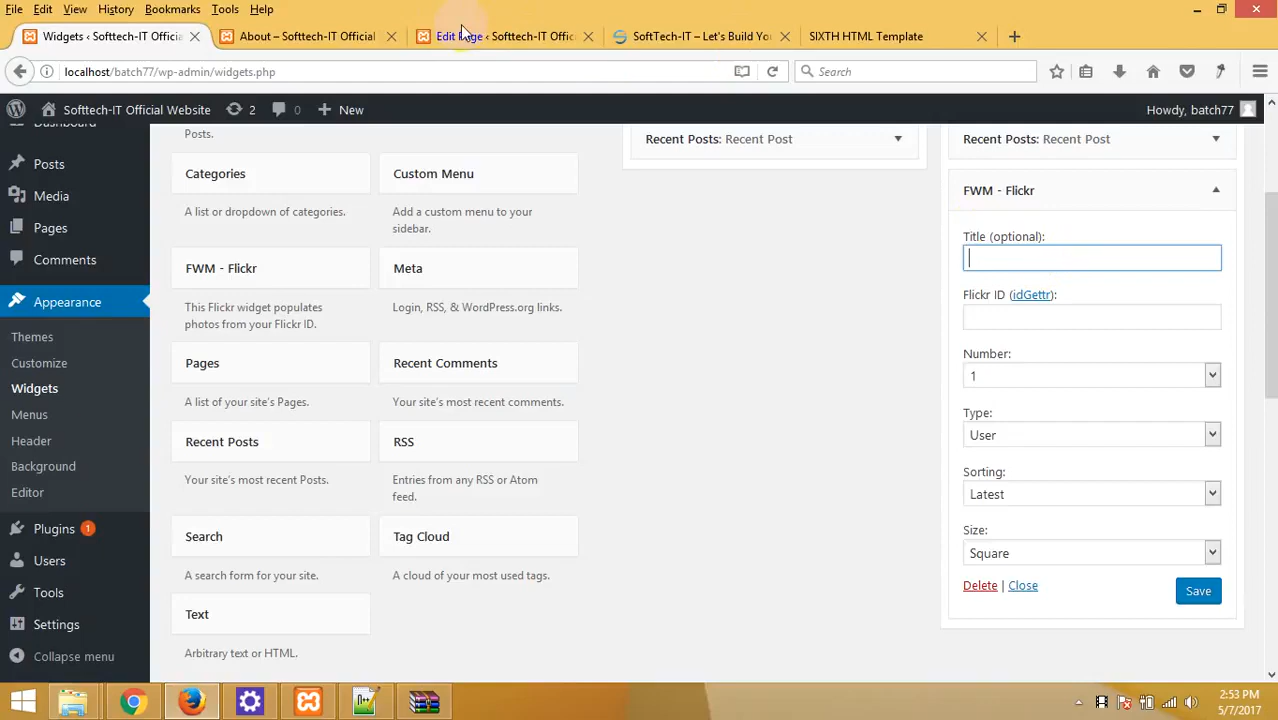 File Edit View History Bookmarks Tools Help
Widgets ‹ Softtech-IT Official
About – Softtech-IT Official
Edit Page ‹ Softtech-IT Offic
SoftTech-IT – Let's Build Yo
SIXTH HTML Template
localhost/batch77/wp-admin/widgets.php
Search
Softtech-IT Official Website 2 0 New
Howdy, batch77
Posts
Media
Pages
Comments
Appearance
Themes
Customize
Widgets
Menus
Header
Background
Editor
Plugins 1
Users
Tools
Settings
Collapse menu
Posts.
Categories
A list or dropdown of categories.
Custom Menu
Add a custom menu to your
sidebar.
FWM - Flickr
This Flickr widget populates
photos from your Flickr ID.
Meta
Login, RSS, & WordPress.org links.
Pages
A list of your site's Pages.
Recent Comments
Your site's most recent comments.
Recent Posts
Your site's most recent Posts.
RSS
Entries from any RSS or Atom
feed.
Search
A search form for your site.
Tag Cloud
A cloud of your most used tags.
Text
Arbitrary text or HTML.
Recent Posts: Recent Post
Recent Posts: Recent Post
FWM - Flickr
Title (optional):
Flickr ID (idGettr):
Number:
1
Type:
User
Sorting:
Latest
Size:
Square
Delete | Close
Save
2:53 PM
5/7/2017